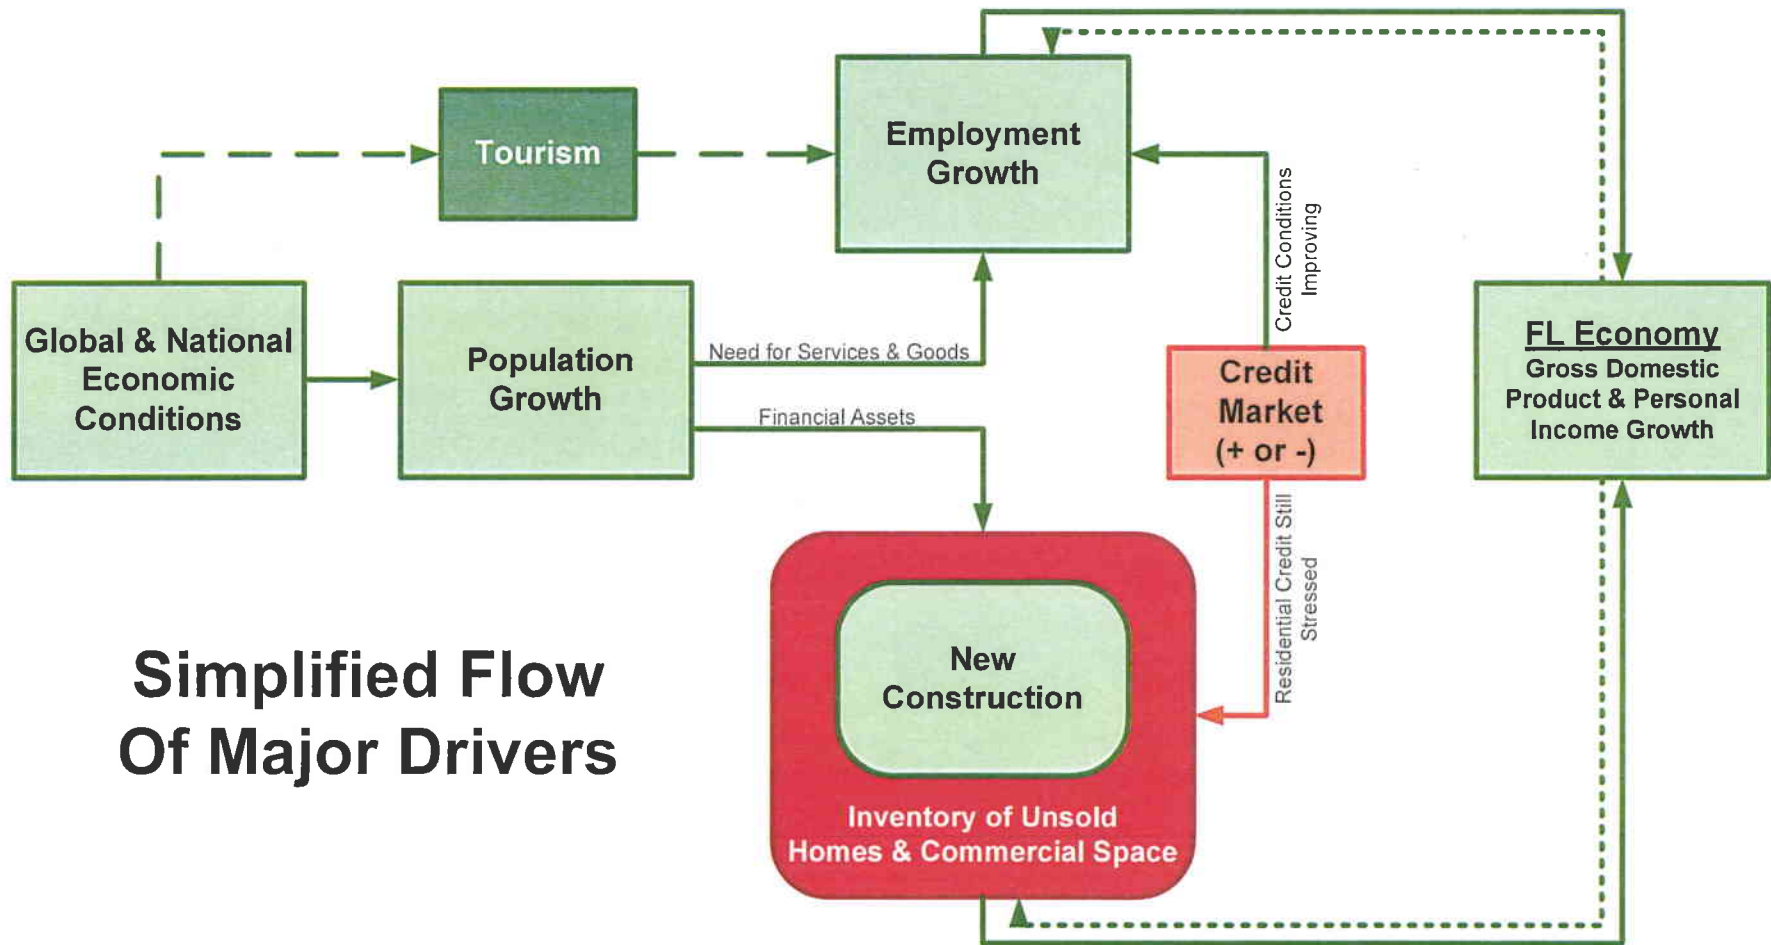 Tourism
Employment
Growth
Global & National
Economic
Conditions
Population
Growth
Need for Services & Goods
Financial Assets
Credit Conditions
Improving
Credit
Market
(+ or -)
FL Economy
Gross Domestic
Product & Personal
Income Growth
Residential Credit Still
Stressed
New
Construction
Inventory of Unsold
Homes & Commercial Space
Simplified Flow
Of Major Drivers